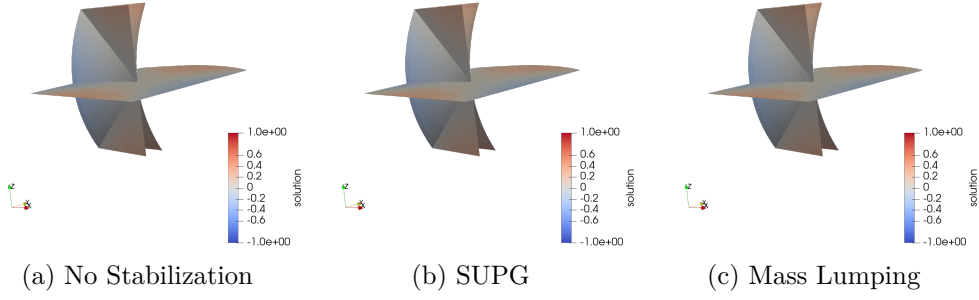 1.0e+00
0.6
0.4
0.2
0
-0.2
-0.4
-0.6
-1.0e+00
solution
z
Y
X
(a) No Stabilization
1.0e+00
0.6
0.4
0.2
0
-0.2
-0.4
-0.6
-1.0e+00
solution
z
Y
X
(b) SUPG
1.0e+00
0.6
0.4
0.2
0
-0.2
-0.4
-0.6
-1.0e+00
solution
z
Y
X
(c) Mass Lumping